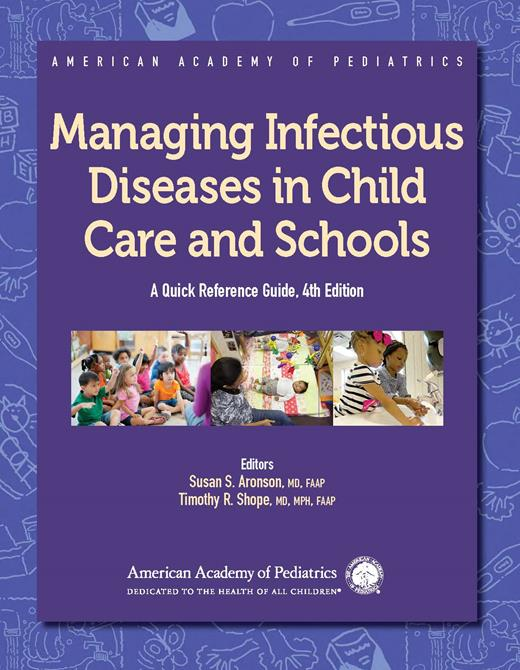 AMERICAN ACADEMY OF PEDIATRICS
Managing Infectious
Diseases in Child
Care and Schools
A Quick Reference Guide, 4th Edition
Editors
Susan S. Aronson, MD, FAAP
Timothy R. Shope, MD, MPH, FAAP
American Academy of Pediatrics
DEDICATED TO THE HEALTH OF ALL CHILDREN®